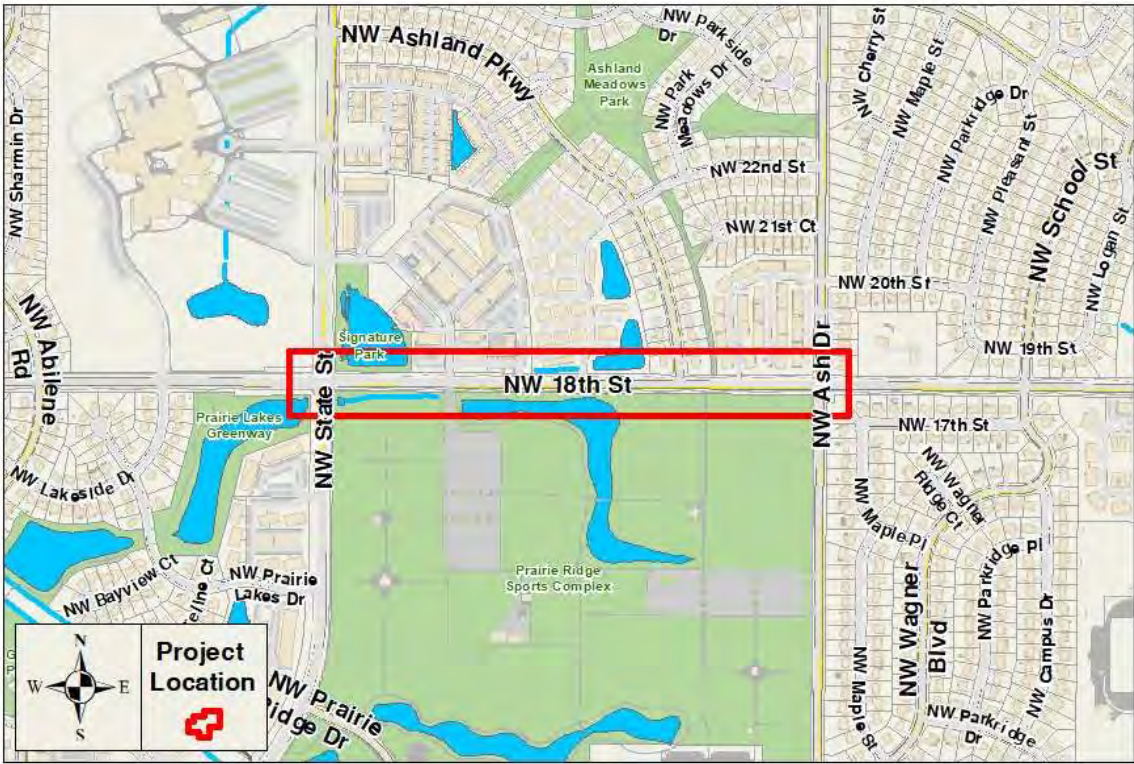 NW Ashland Pkwy
NW Parkside
Dr
Ashland
Meadows
Park
NW Park
Meadows Dr
NW Cherry St
NW Maple St
NW Parkridge Dr
NW Pleasant St
NW School St
NW Logan St
NW Sharmin Dr
NW 22nd St
NW 21st Ct
NW 20th St
NW 19th St
NW Abilene
Rd
Signature
Park
NW State St
NW 18th St
NW Ash Dr
Prairie Lakes
Greenway
NW 17th St
NW Lakeside Dr
NW Wagner
Ridge Ct
NW Maple Pl
NW Bayview Ct
NW Prairie
Lakes Dr
Prairie Ridge
Sports Complex
NW Parkridge Pl
NW Wagner
Blvd
NW Campus Dr
NW Maple St
NW Parkridge
Dr
NW Prairie
Ridge Dr
N
W
E
S
Project
Location